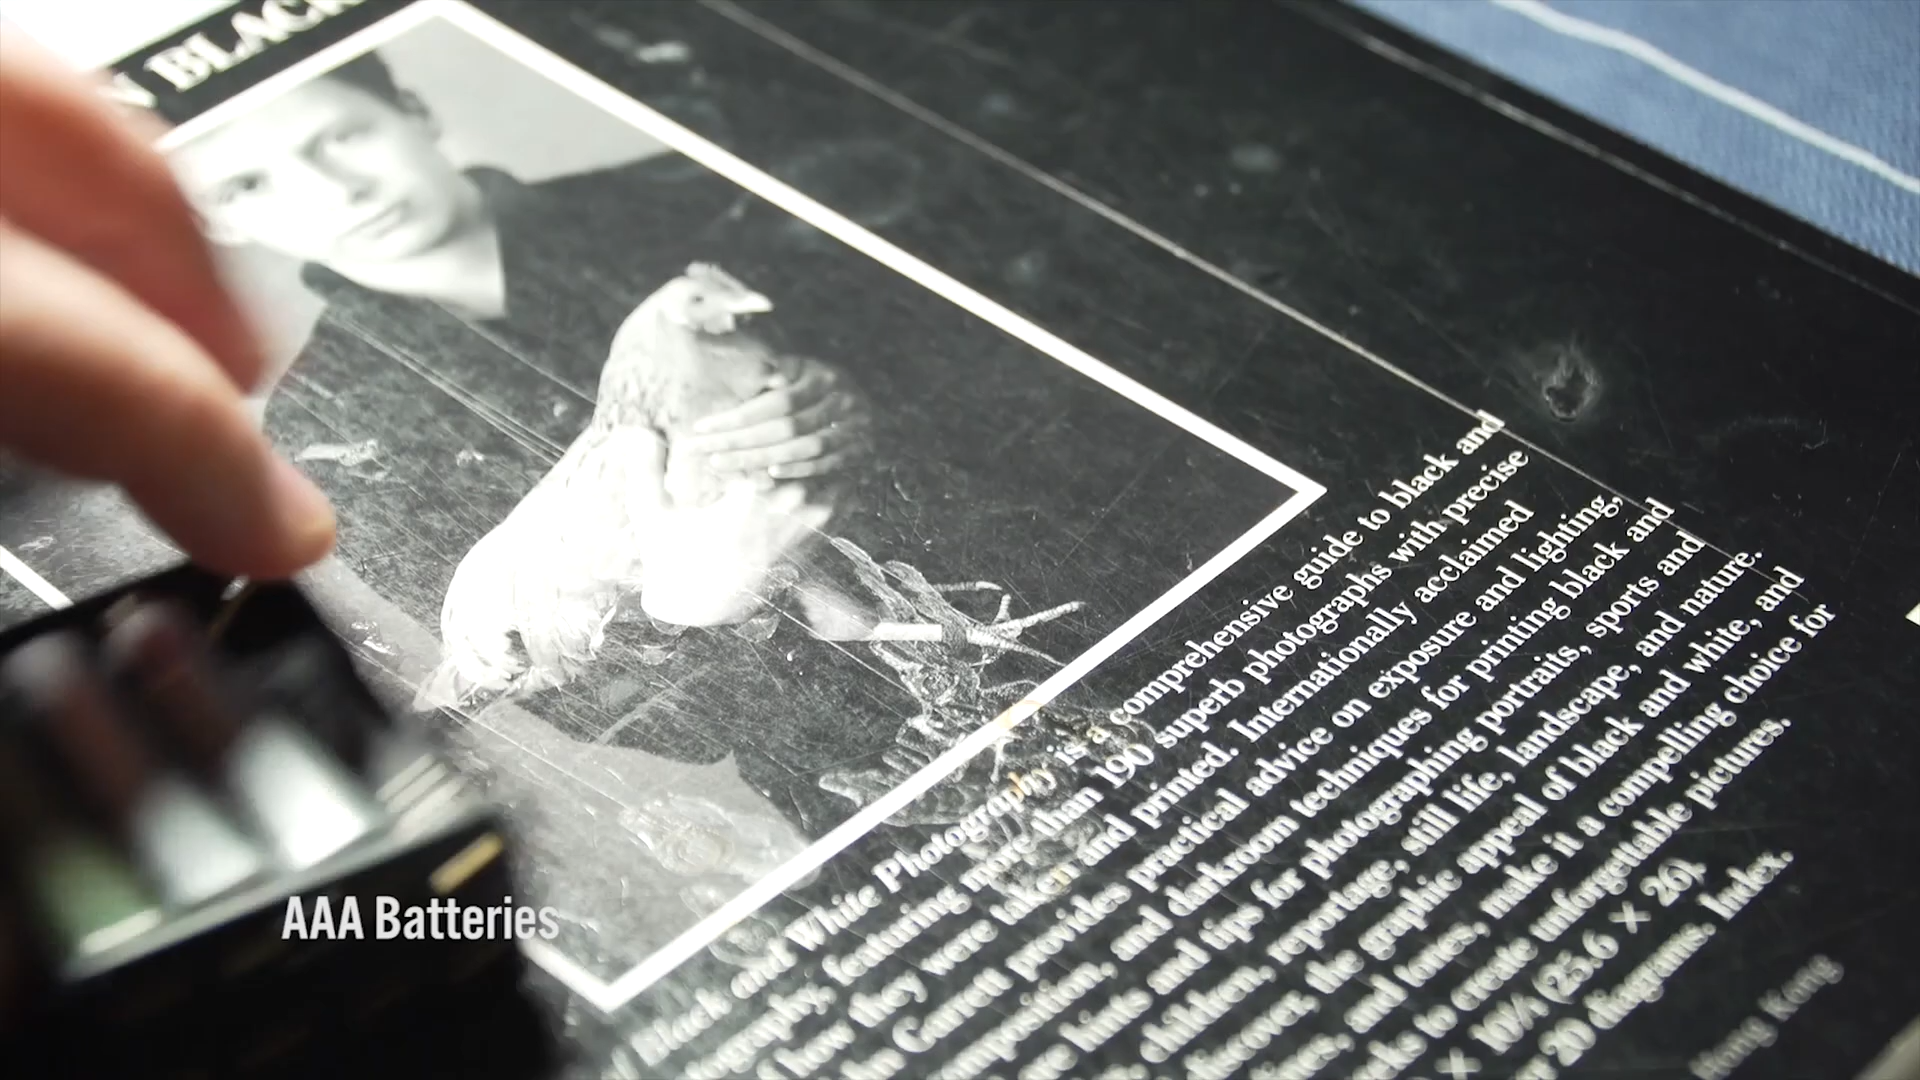 BLACK
Black and White Photography is a comprehensive guide to black and
featuring more than 190 superb photographs with precise
how they were taken and printed. Internationally acclaimed
Garrett provides practical advice on exposure and lighting,
composition, and darkroom techniques for printing black and
hints and tips for photographing portraits, sports and
children, reportage, still life, landscape, and nature.
discover, the graphic appeal of black and white, and
and tones, make it a compelling choice for
to create unforgettable pictures.
× 10¼ (25.6 × 26).
20 diagrams. Index.
Hong Kong
AAA Batteries